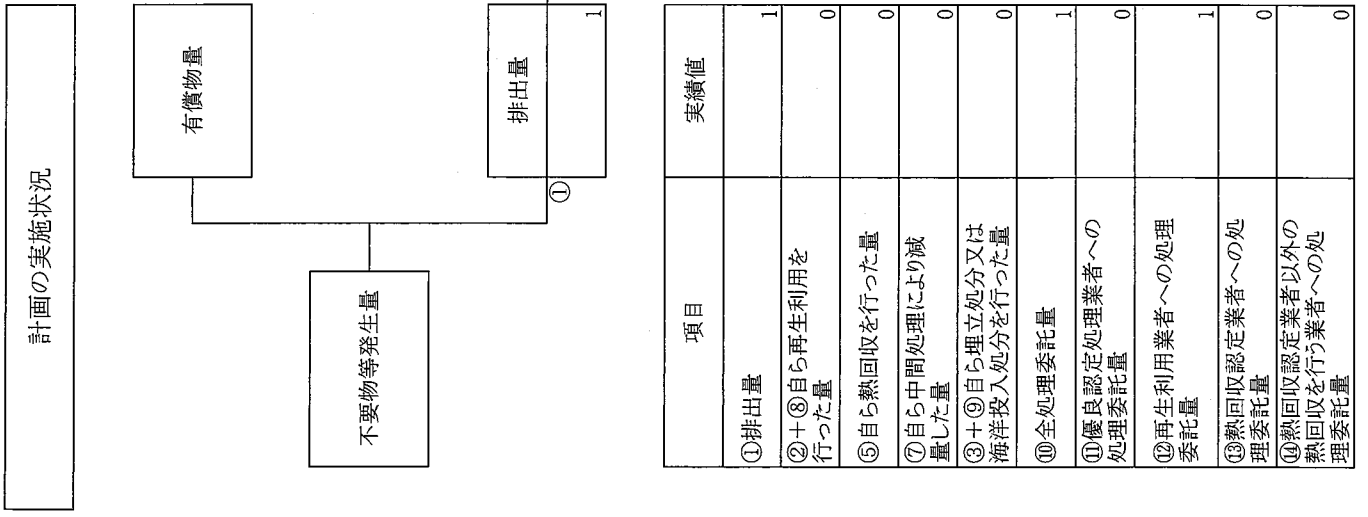 計画の実施状況
有償物量
不要物等発生量
排出量
1
①
項目
実績値
①排出量
1
②+⑧自ら再生利用を
行った量
0
⑤自ら熱回収を行った量
0
⑦自ら中間処理により減
量した量
0
③+⑨自ら埋立処分又は
海洋投入処分を行った量
0
⑩全処理委託量
1
⑪優良認定処理業者への
処理委託量
0
⑫再生利用業者への処理
委託量
1
⑬熱回収認定業者への処
理委託量
0
⑭熱回収認定業者以外の
熱回収を行う業者への処
理委託量
0